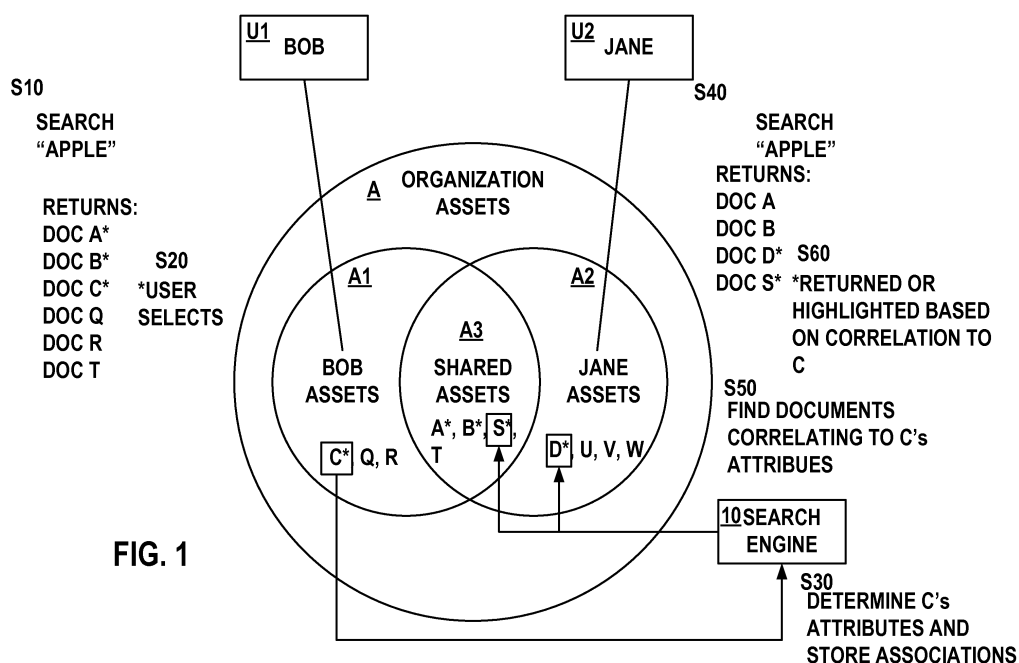 U1
BOB
U2
JANE
S10
SEARCH
“APPLE”
RETURNS:
DOC A*
DOC B*
DOC C*
DOC Q
DOC R
DOC T
S20
*USER
SELECTS
A
ORGANIZATION
ASSETS
A1
BOB
ASSETS
C*, Q, R
A3
SHARED
ASSETS
A*, B*, S*,
T
A2
JANE
ASSETS
D*, U, V, W
S40
SEARCH
“APPLE”
RETURNS:
DOC A
DOC B
DOC D*
DOC S*
S60
*RETURNED OR
HIGHLIGHTED BASED
ON CORRELATION TO
C
S50
FIND DOCUMENTS
CORRELATING TO C’s
ATTRIBUES
10 SEARCH
ENGINE
S30
DETERMINE C’s
ATTRIBUTES AND
STORE ASSOCIATIONS
FIG. 1